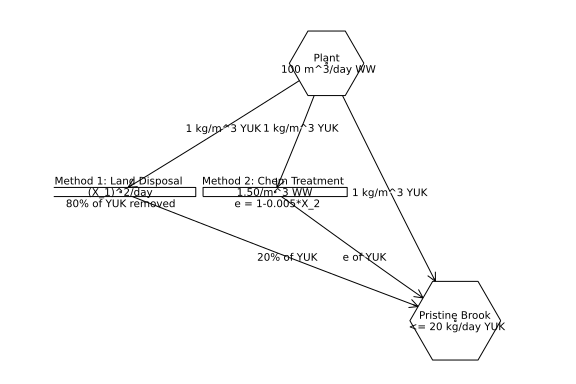 Plant
100 m^3/day WW
1 kg/m^3 YUK
1 kg/m^3 YUK
Method 1: Land Disposal
(X_1)^2/day
80% of YUK removed
Method 2: Chem Treatment
1.50/m^3 WW
e = 1-0.005*X_2
1 kg/m^3 YUK
20% of YUK
e of YUK
Pristine Brook
<= 20 kg/day YUK